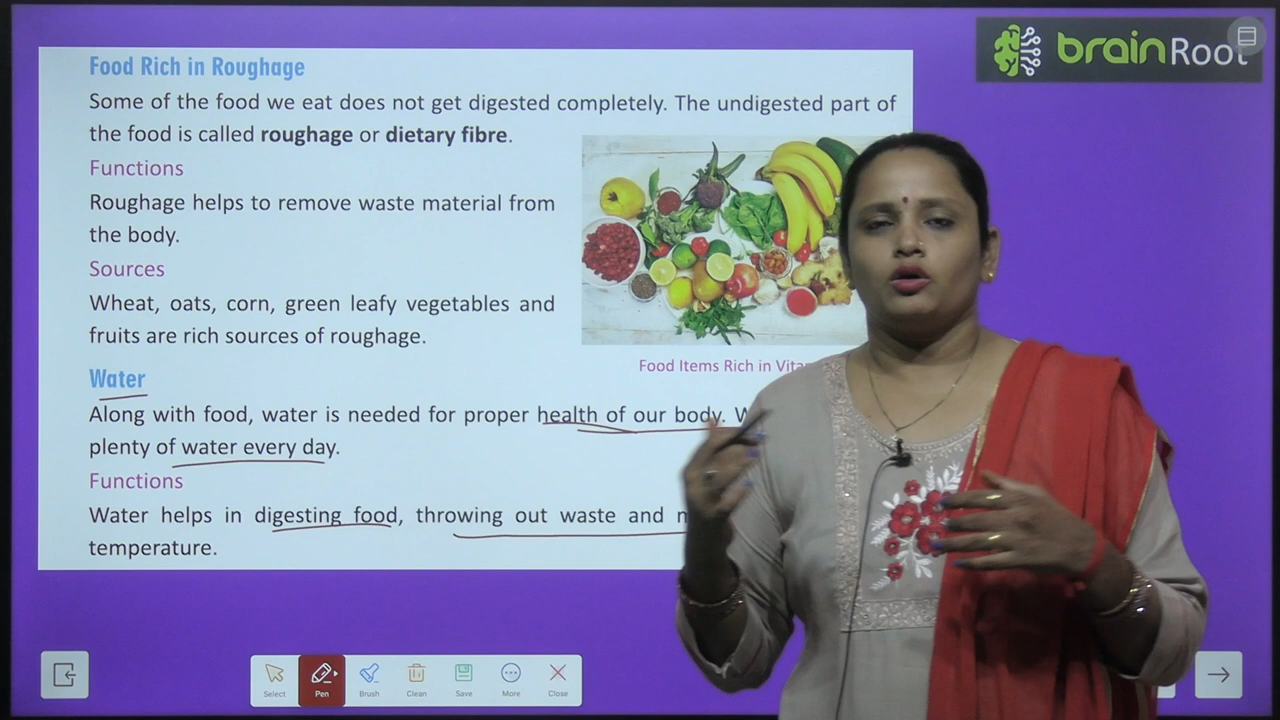 Food Rich in Roughage
Some of the food we eat does not get digested completely. The undigested part of
the food is called roughage or dietary fibre.
Functions
Roughage helps to remove waste material from
the body.
Sources
Wheat, oats, corn, green leafy vegetables and
fruits are rich sources of roughage.
Food Items Rich in
Water
Along with food, water is needed for proper health of our body.
plenty of water every day.
Functions
Water helps in digesting food, throwing out waste and
temperature.
brainRoot
Select
Pen
Brush
Clean
Save
More
Close